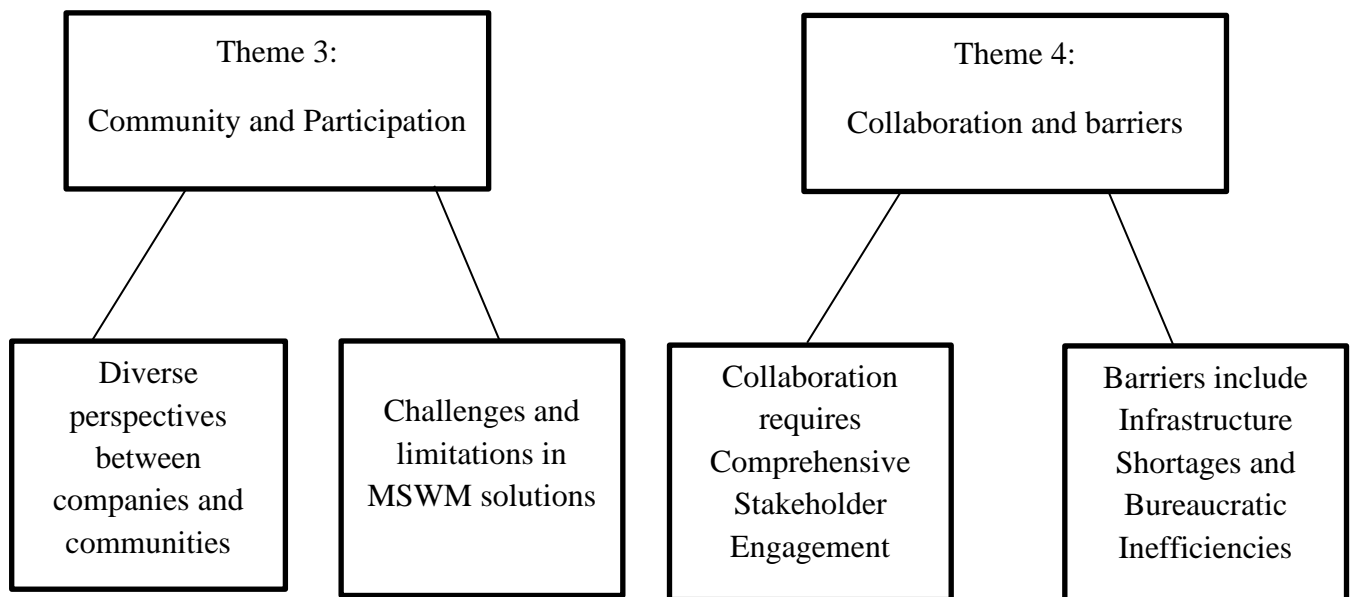 Theme 3:
Community and Participation
Theme 4:
Collaboration and barriers
Diverse
perspectives
between
companies and
communities
Challenges and
limitations in
MSWM solutions
Collaboration
requires
Comprehensive
Stakeholder
Engagement
Barriers include
Infrastructure
Shortages and
Bureaucratic
Inefficiencies